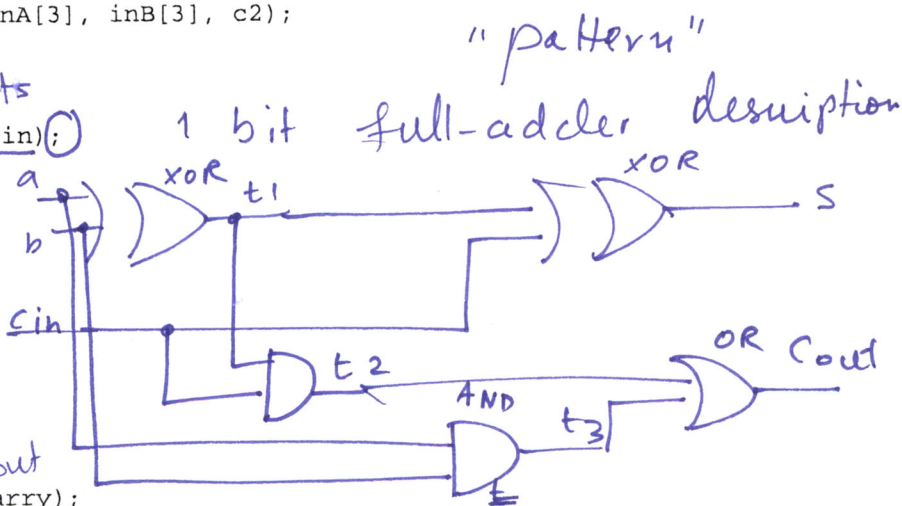 nA[3], inB[3], c2);
"pattern"
ts
in);
1 bit full-adder desuiption
a
XOR
t1
XOR
S
b
Cin
t2
AND
OR
Cout
t3
out
t
arry);